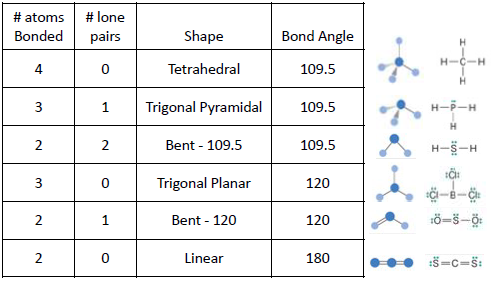 # atoms Bonded # lone pairs Shape Bond Angle
4 0 Tetrahedral 109.5
3 1 Trigonal Pyramidal 109.5
2 2 Bent - 109.5 109.5
3 0 Trigonal Planar 120
2 1 Bent - 120 120
2 0 Linear 180
H
H-C-H
H
H-P-H
H
H-S-H
Cl
Cl-B-Cl
O=S-O
S=C=S